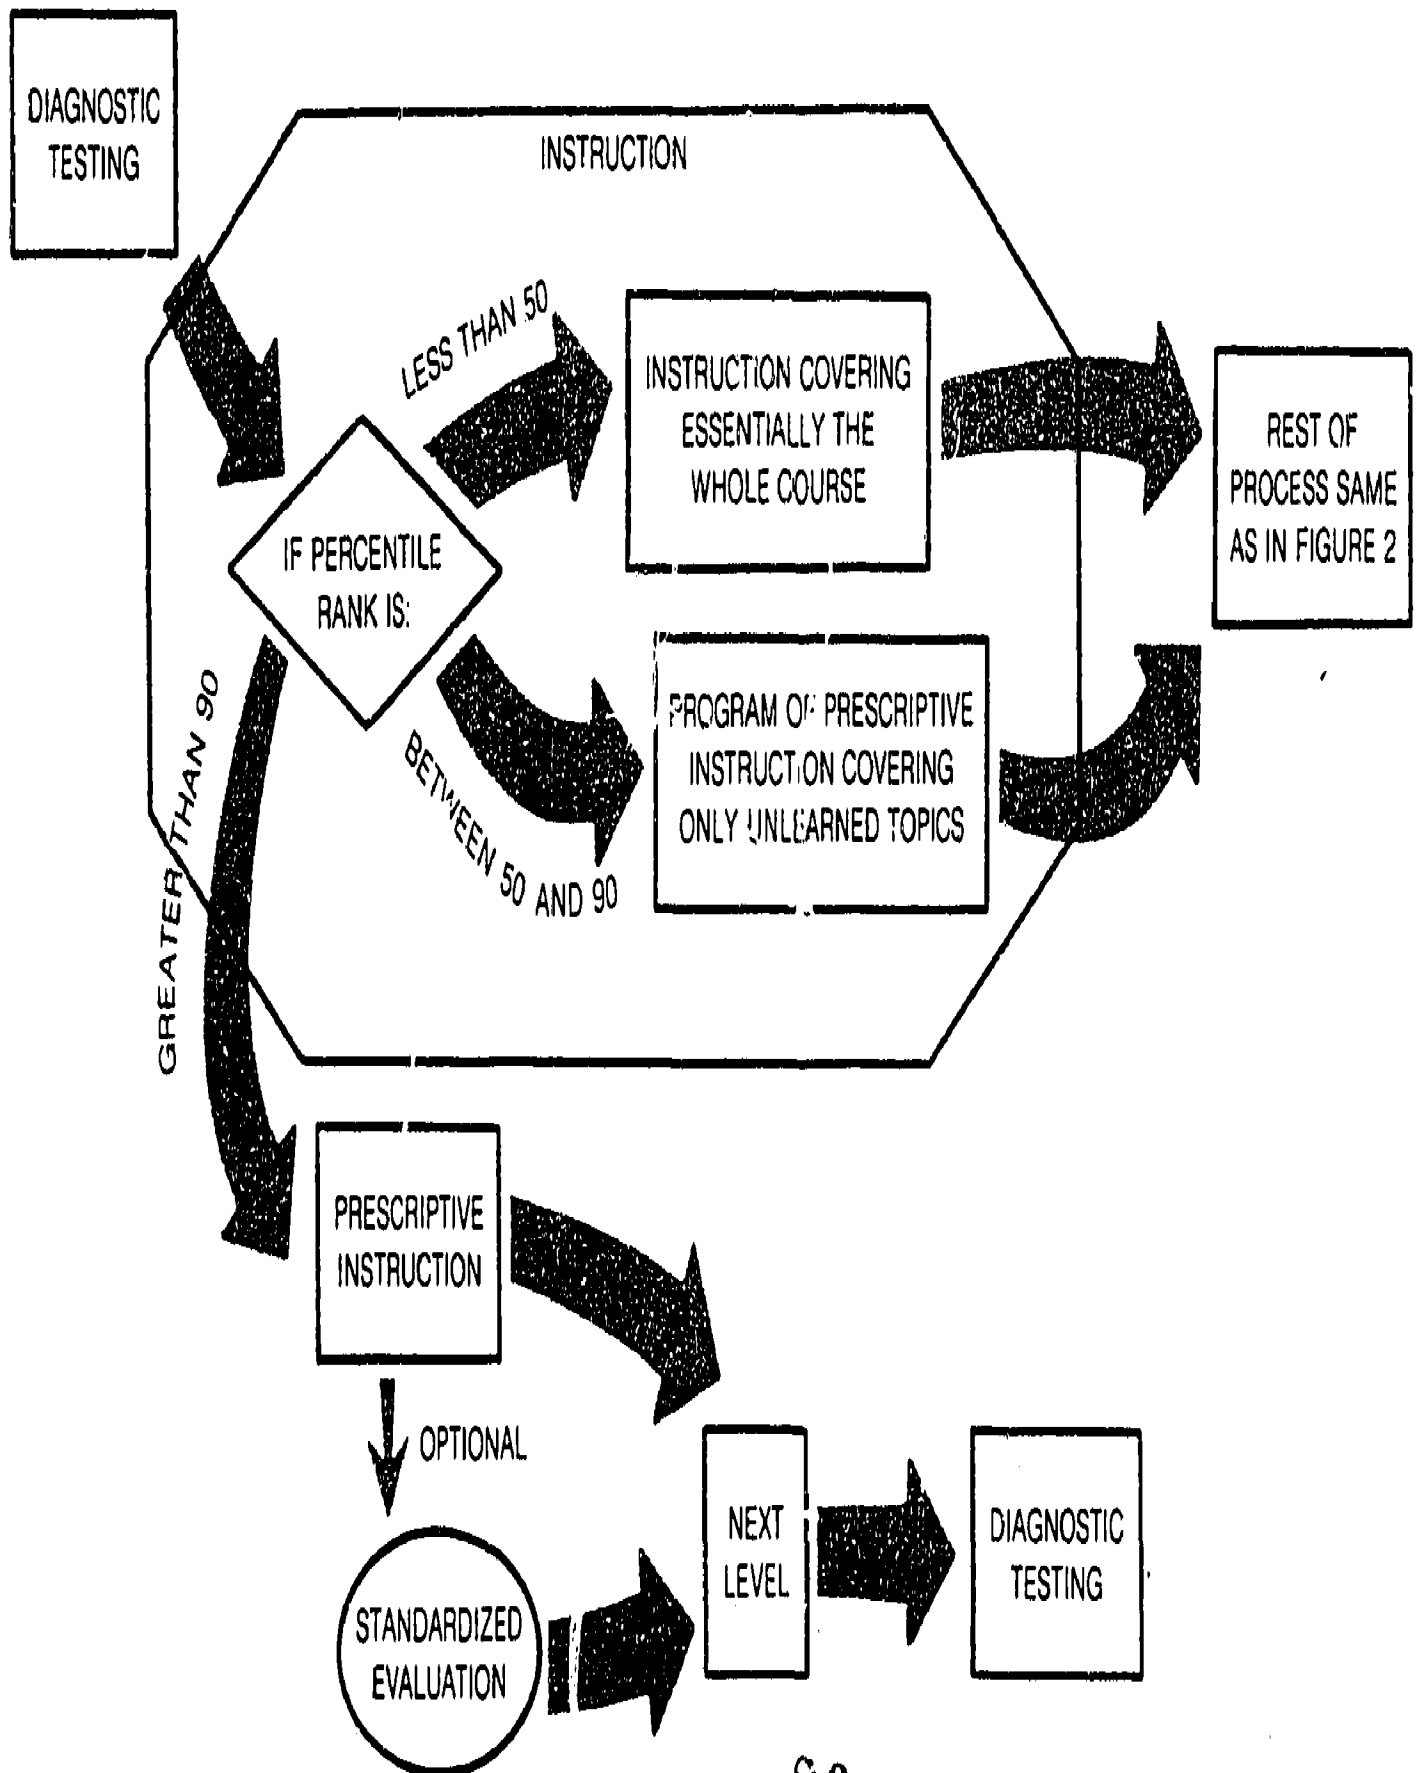 DIAGNOSTIC
TESTING
INSTRUCTION
LESS THAN 50
INSTRUCTION COVERING
ESSENTIALLY THE
WHOLE COURSE
REST OF
PROCESS SAME
AS IN FIGURE 2
IF PERCENTILE
RANK IS:
GREATER THAN 90
BETWEEN 50 AND 90
PROGRAM OF PRESCRIPTIVE
INSTRUCTION COVERING
ONLY UNLEARNED TOPICS
PRESCRIPTIVE
INSTRUCTION
OPTIONAL
STANDARDIZED
EVALUATION
NEXT
LEVEL
DIAGNOSTIC
TESTING